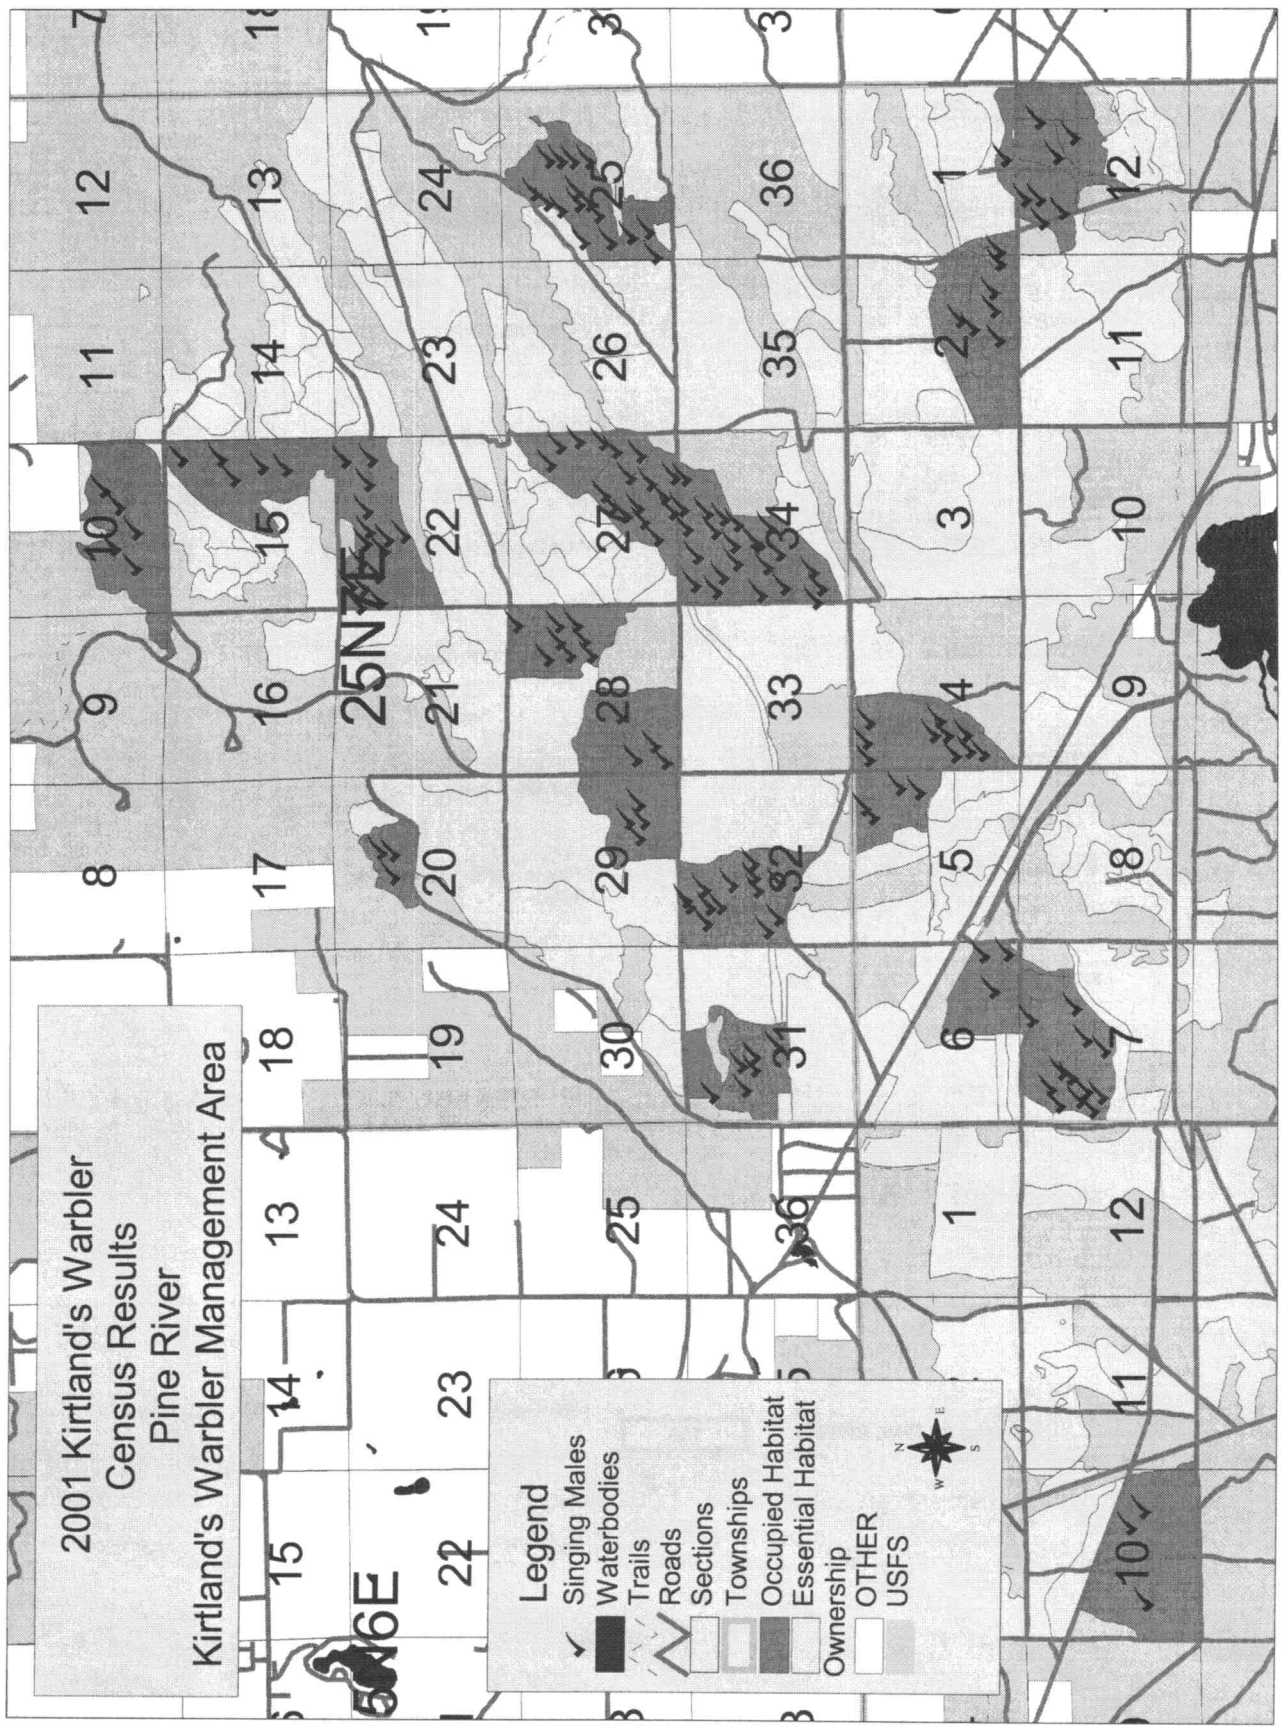 2001 Kirtland's Warbler
Census Results
Pine River
Kirtland's Warbler Management Area
8 9 10 11 12 7
15 14 13 18 17 16 15 14 13 18
5N6E 25N7E
22 23 24 19 20 21 22 23 24
25 30 29 28 27 26 25
36 31 32 33 34 35 36
1 6 5 4 3 2 1
10 11 12 7 8 9 10 11 12
Legend
Singing Males
Waterbodies
Trails
Roads
Sections
Townships
Occupied Habitat
Essential Habitat
Ownership
OTHER
USFS
N
W E
S